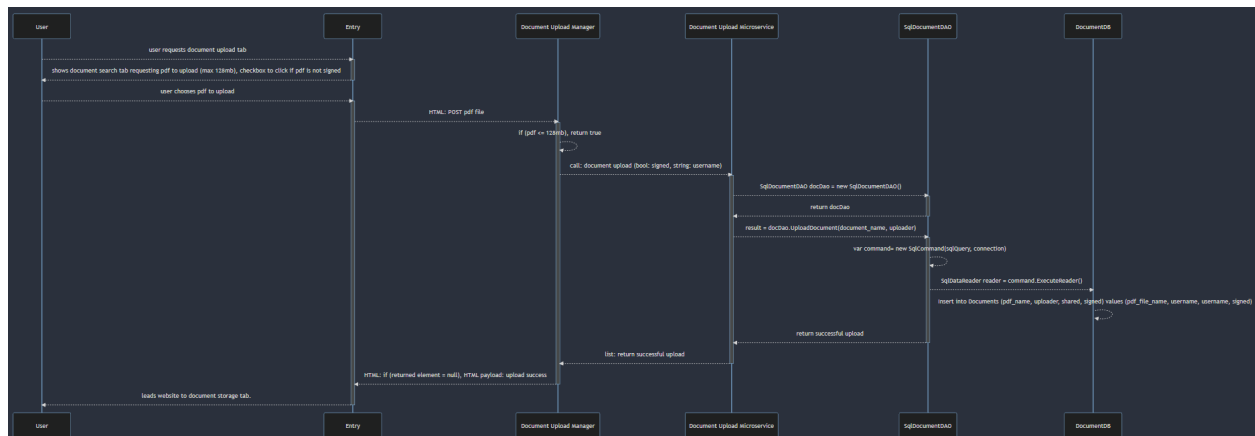 User Entry Document Upload Manager Document Upload Microservice SqlDocumentDAO DocumentDB
user requests document upload tab
shows document search tab requesting pdf to upload (max 128mb), checkbox to click if pdf is not signed
user chooses pdf to upload
HTML: POST pdf file
if (pdf <= 128mb), return true
call: document upload (bool: signed, string: username)
SqlDocumentDAO docDao = new SqlDocumentDAO()
return docDao
result = docDao.UploadDocument(document_name, uploader)
var command= new SqlCommand(sqlQuery, connection)
SqlDataReader reader = command.ExecuteReader()
insert into Documents (pdf_name, uploader, shared, signed) values (pdf_file_name, username, username, signed)
return successful upload
list: return successful upload
HTML: if (returned element = null), HTML payload: upload success
leads website to document storage tab.
User Entry Document Upload Manager Document Upload Microservice SqlDocumentDAO DocumentDB